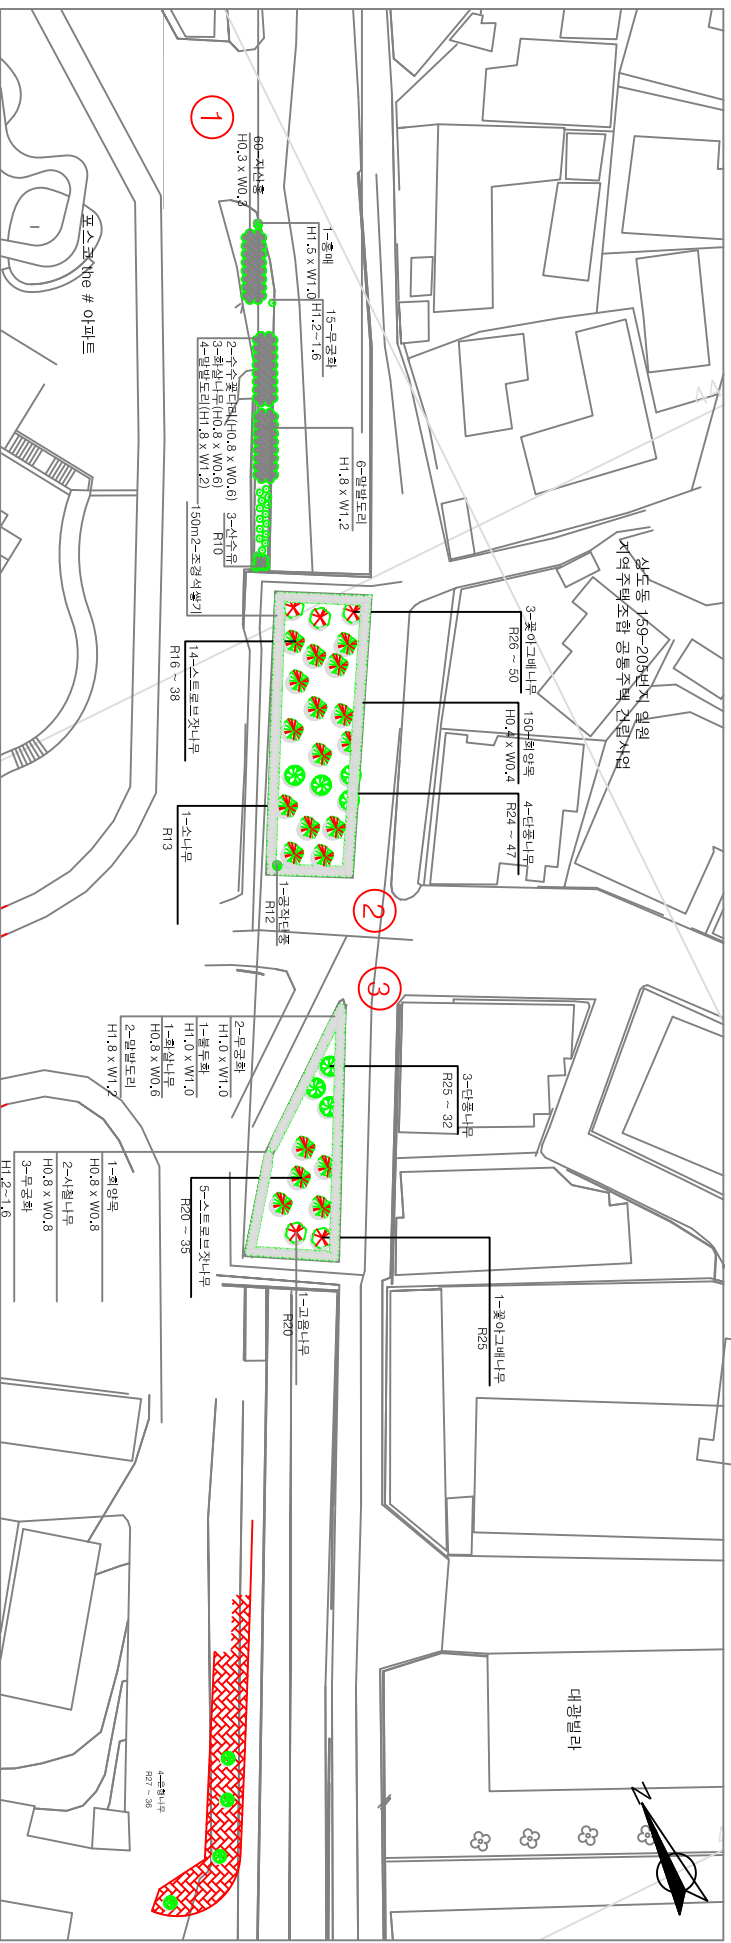 1
60-자산홍
H0.3 x W0.3
1-홍매
H1.5 x W1.0
15-무궁화
H1.2~1.6
포스코 the # 아파트
2-수수꽃다리(H0.8 x W0.6)
3-화살나무(H0.8 x W0.6)
4-말발도리(H1.8 x W1.2)
6-말발도리
H1.8 x W1.2
3-산수유
R10
150m2-조경석쌓기
상도동 159-205번지 일원
지역주택조합 공동주택 건립사업
3-꽃아그배나무
R26 ~ 50
14-스트로브잣나무
R16 ~ 38
150-회양목
H0.4 x W0.4
4-단풍나무
R24 ~ 47
1-소나무
R13
1-공작단풍
R12
2
3
2-무궁화
H1.0 x W1.0
1-불두화
H1.0 x W1.0
1-화살나무
H0.8 x W0.6
2-말발도리
H1.8 x W1.2
3-단풍나무
R25 ~ 32
1-회양목
H0.8 x W0.8
2-사철나무
H0.8 x W0.8
3-무궁화
H1.2~1.6
5-스트로브잣나무
R20 ~ 35
1-고욤나무
R20
1-꽃아그배나무
R25
대광빌라
4-은행나무
R27 ~ 36
N